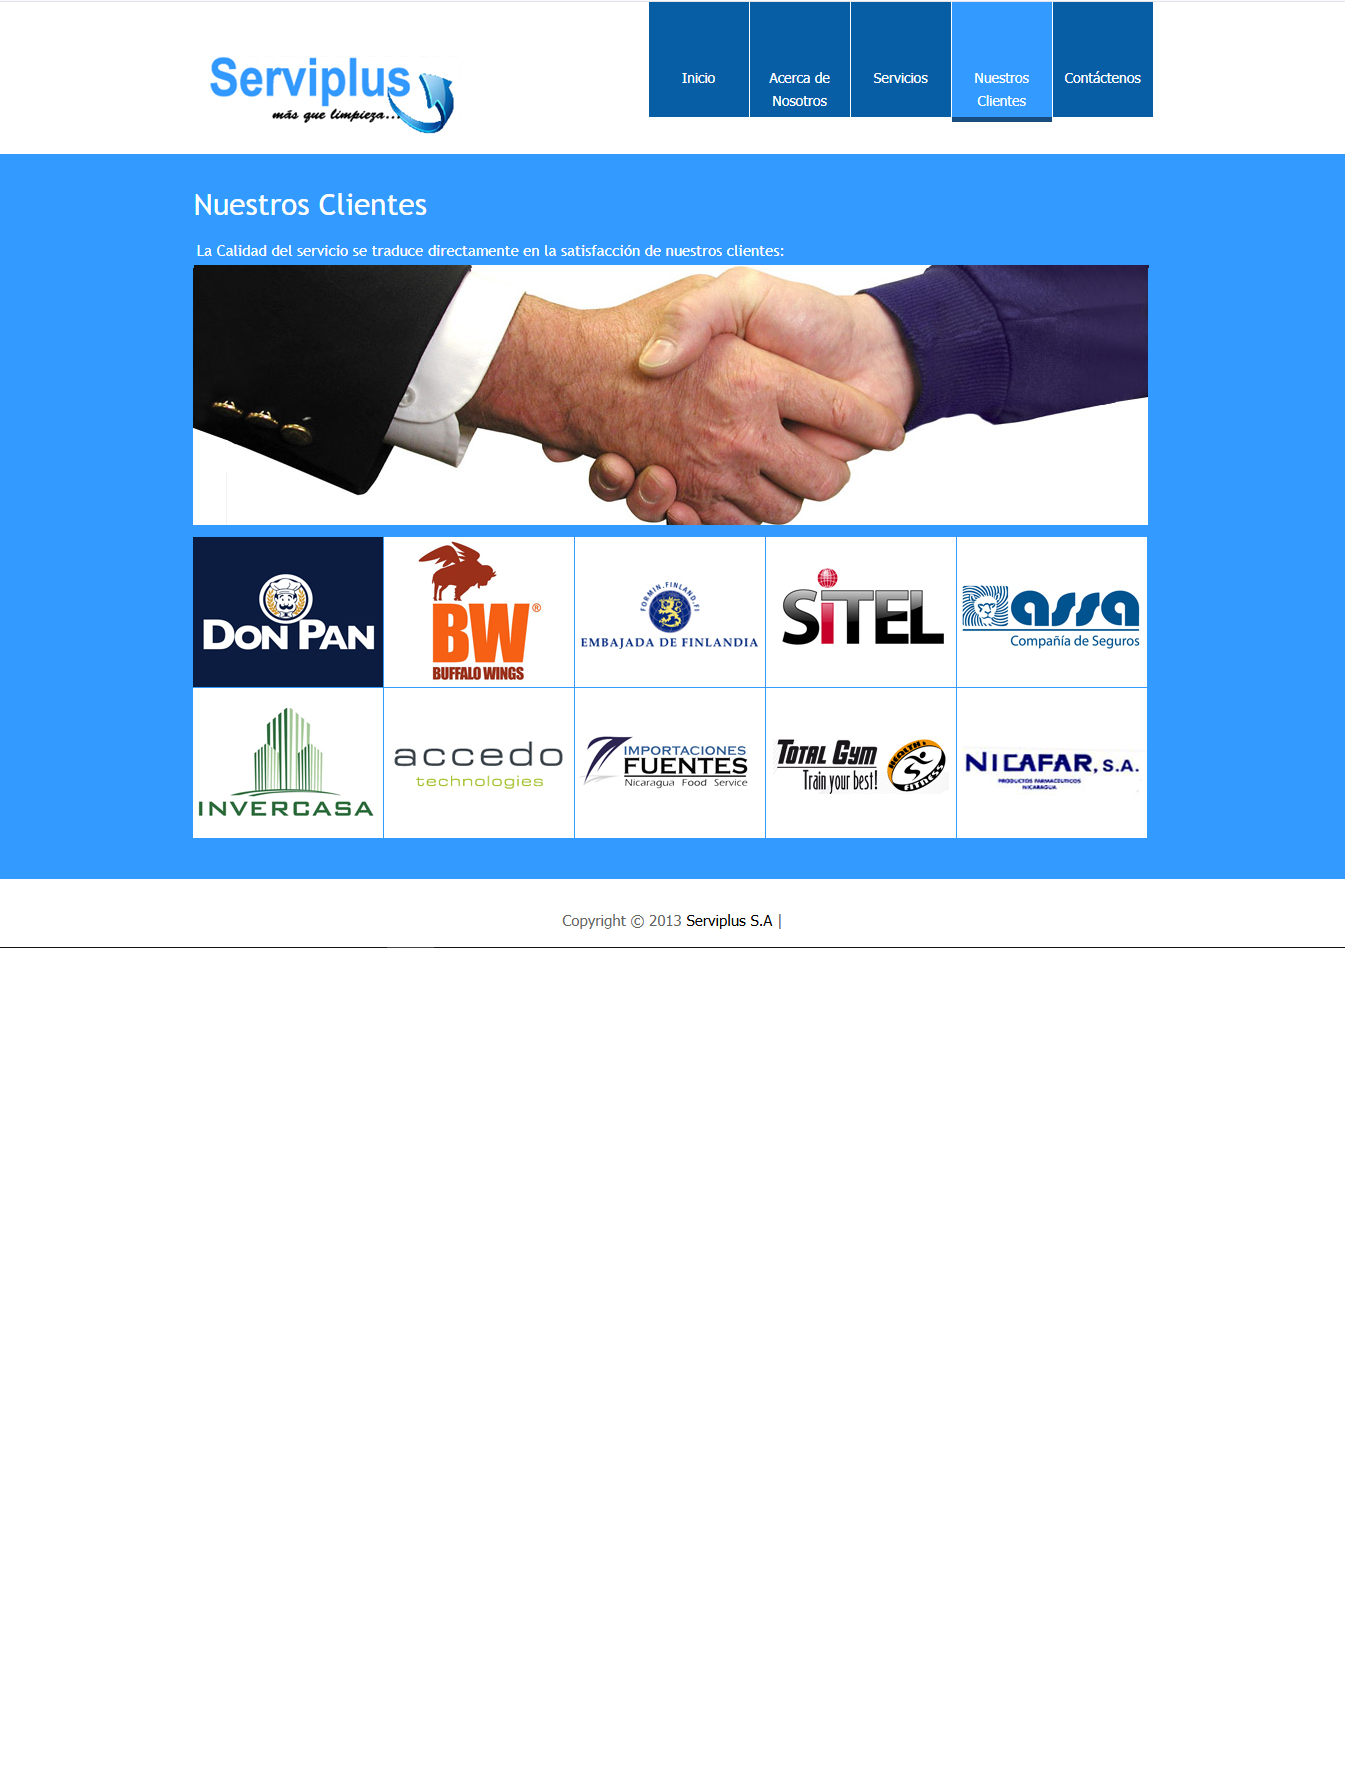 Serviplus
más que limpieza...
Inicio
Acerca de
Nosotros
Servicios
Nuestros
Clientes
Contáctenos
Nuestros Clientes
La Calidad del servicio se traduce directamente en la satisfacción de nuestros clientes:
DON PAN
BW®
BUFFALO WINGS
FORMIN.FINLAND.FI
EMBAJADA DE FINLANDIA
SiTEL
assa
Compañía de Seguros
INVERCASA
accedo
technologies
IMPORTACIONES
FUENTES
Nicaragua Food Service
TOTAL GYM
Train your best!
HEALTH &
FITNESS
NICAFAR, S.A.
PRODUCTOS FARMACEUTICOS
NICARAGUA
Copyright © 2013 Serviplus S.A |